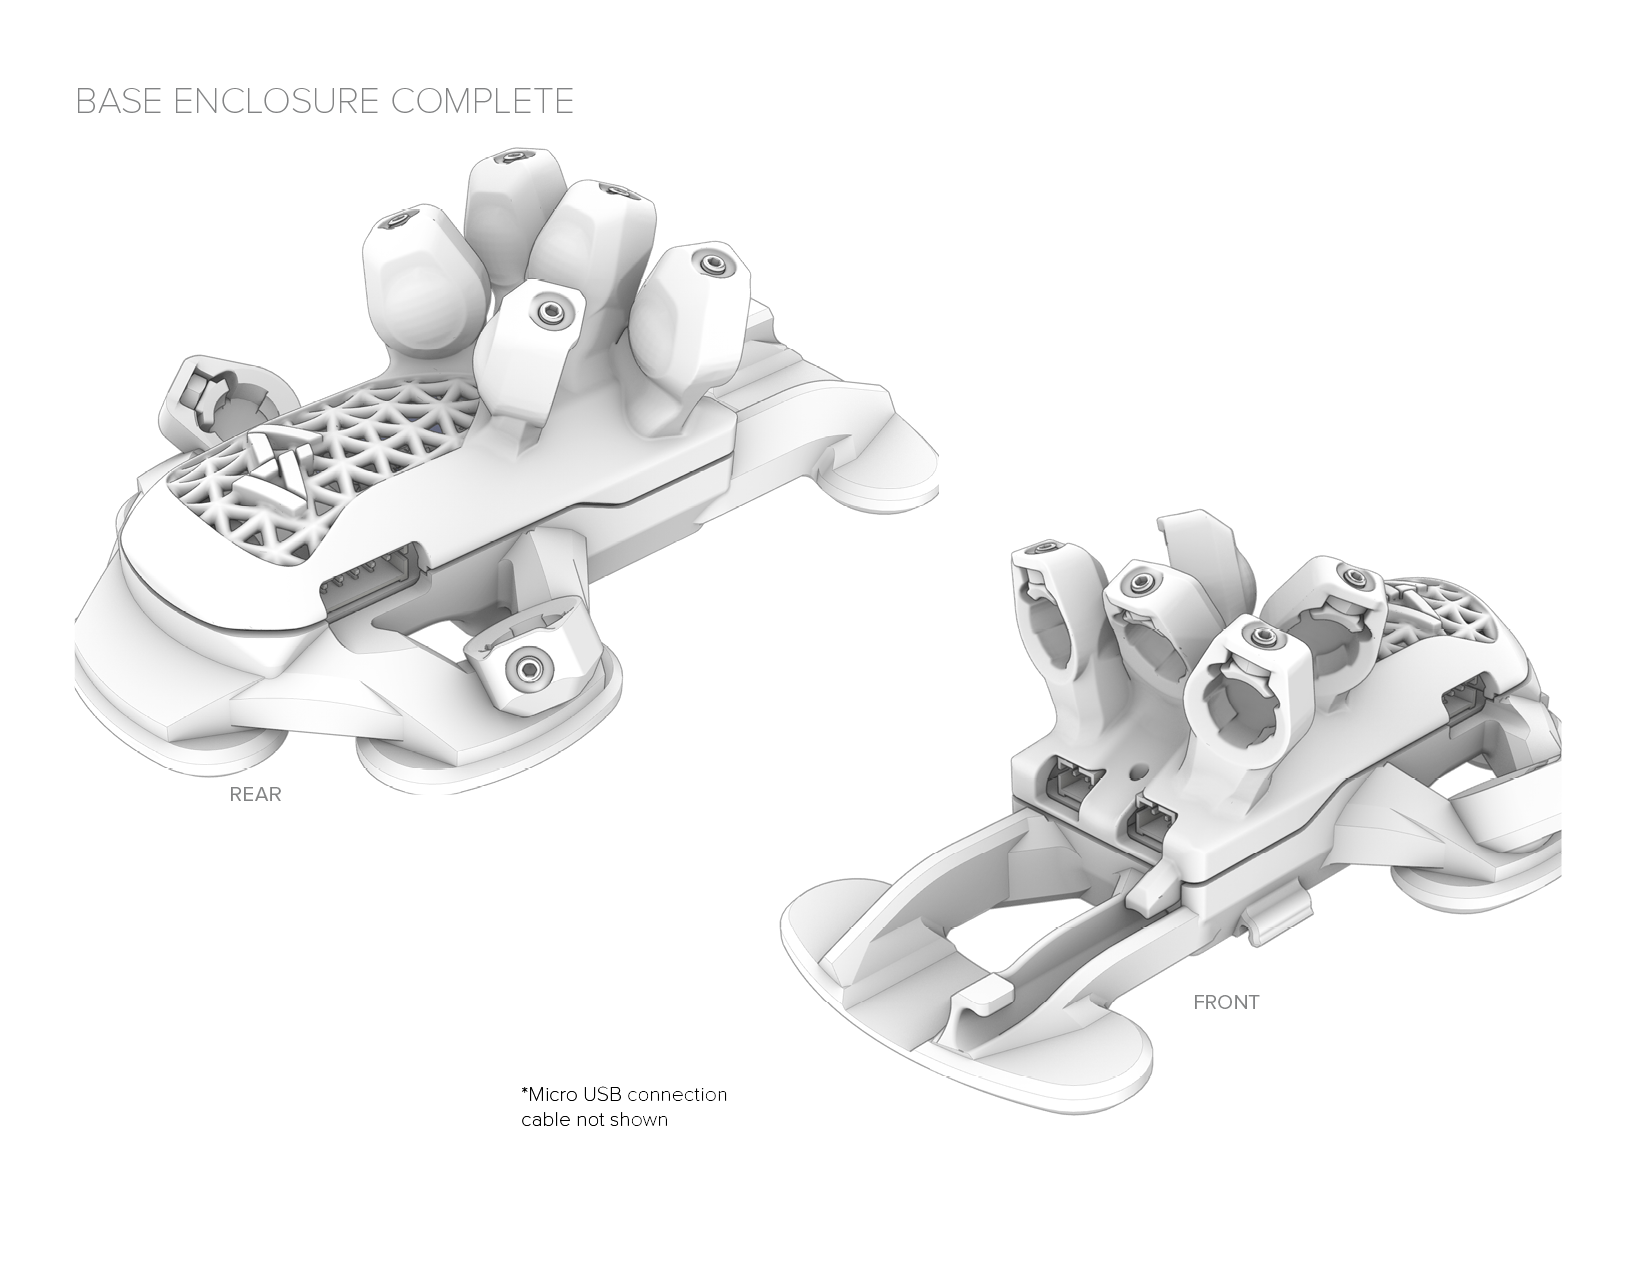 BASE ENCLOSURE COMPLETE
REAR
FRONT
*Micro USB connection
cable not shown